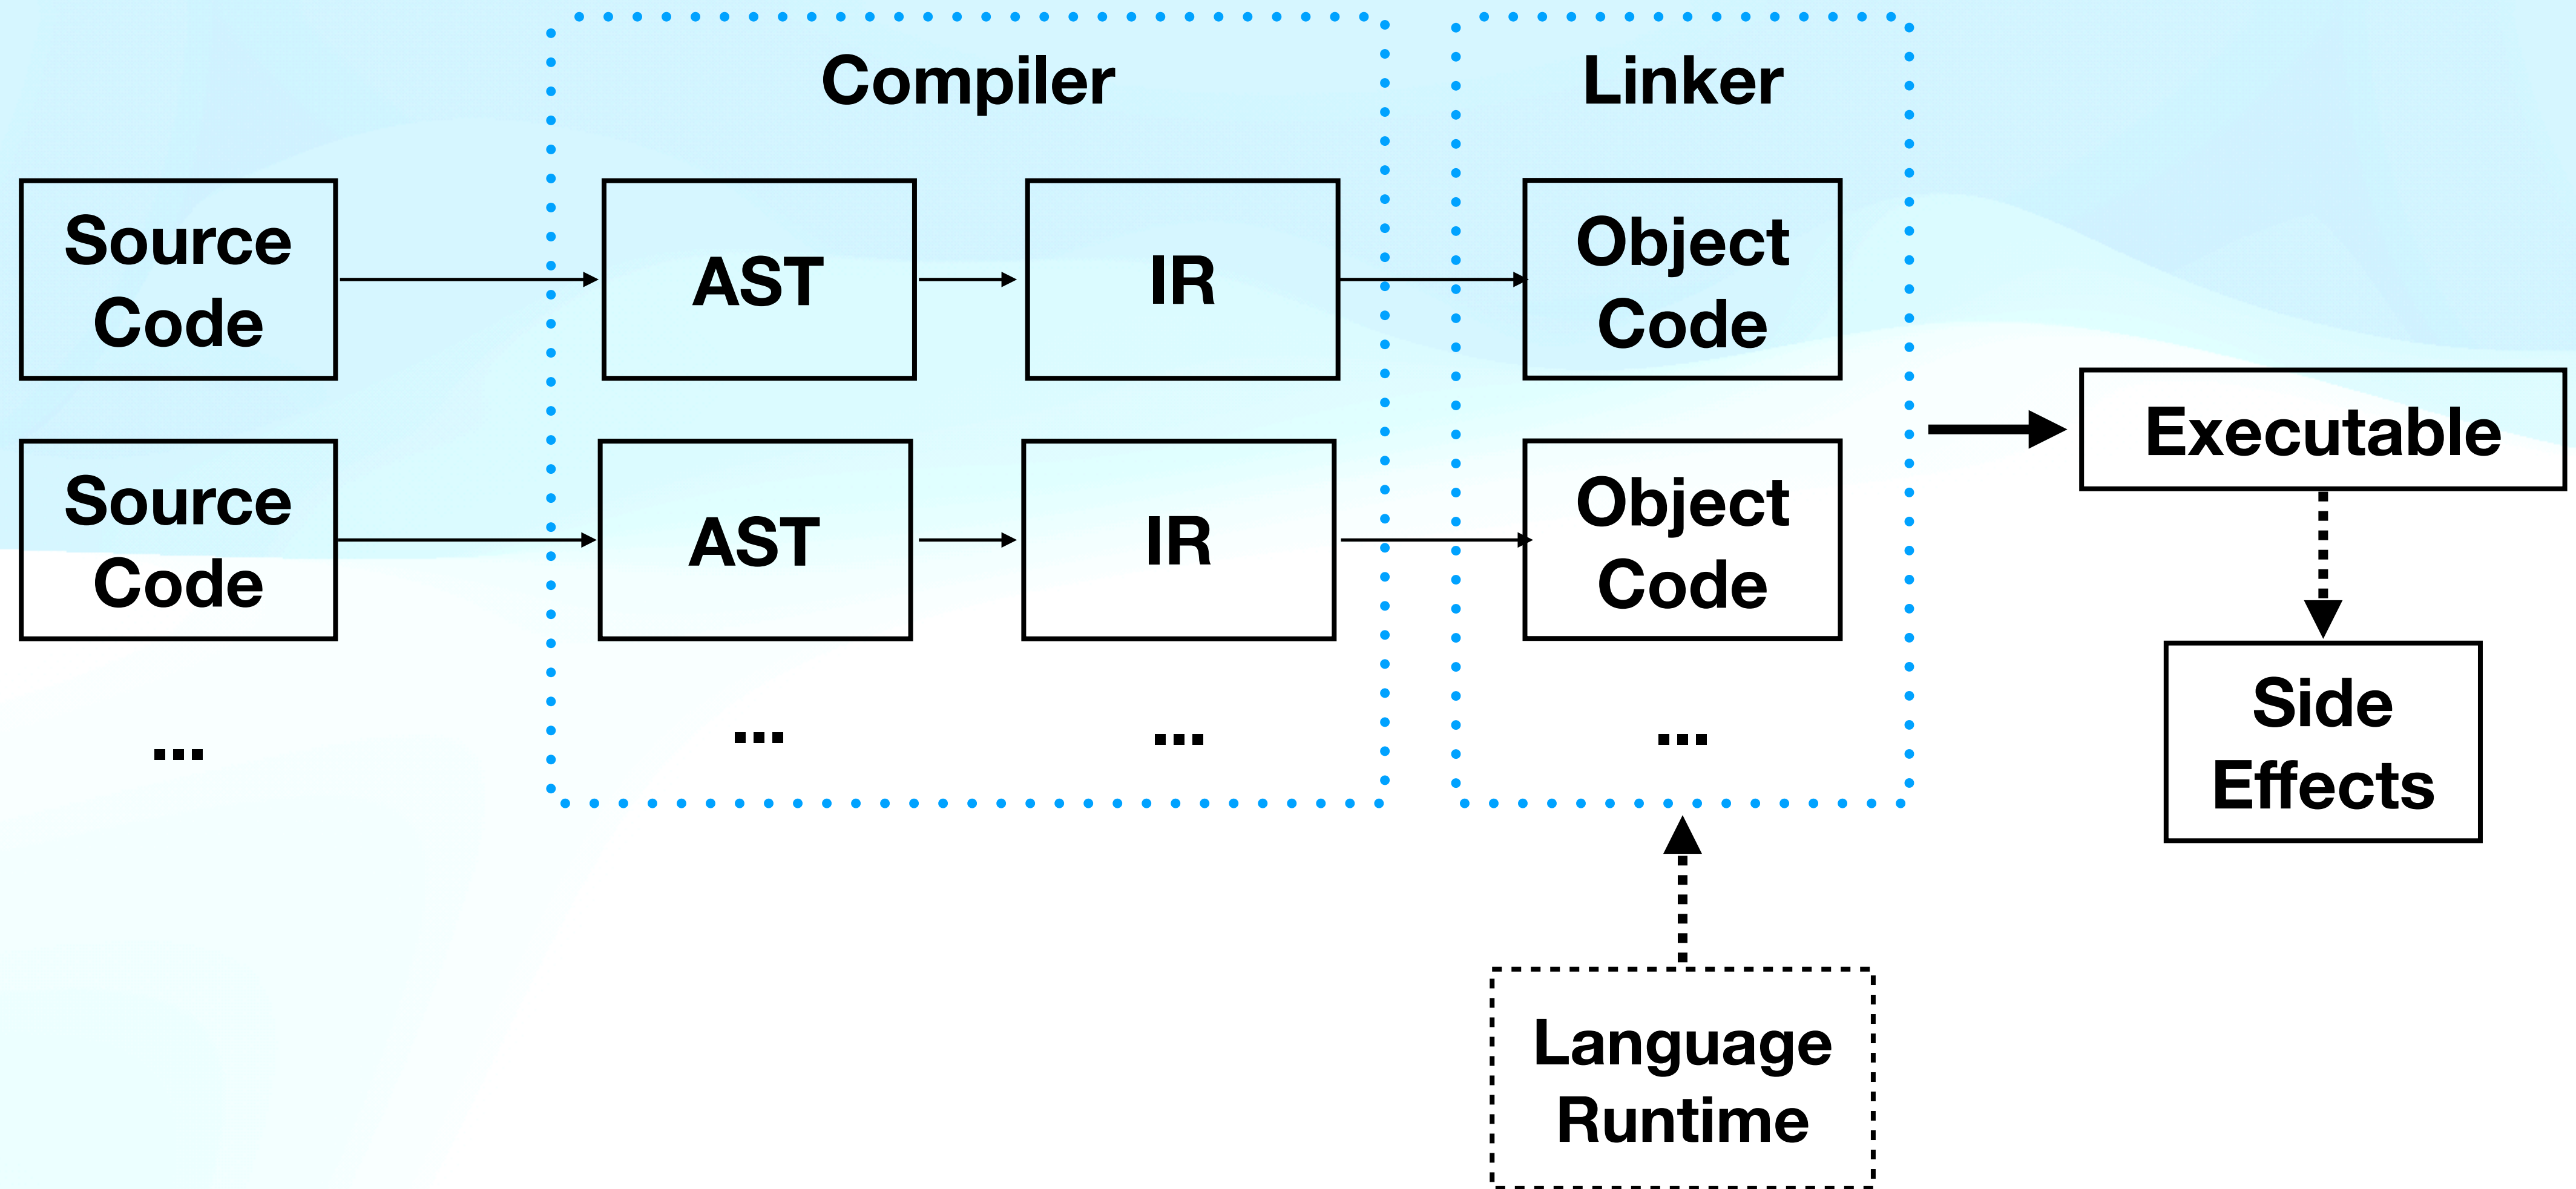 Compiler
Linker
Source
Code
AST
IR
Object
Code
Source
Code
AST
IR
Object
Code
...
...
...
...
Executable
Side
Effects
Language
Runtime